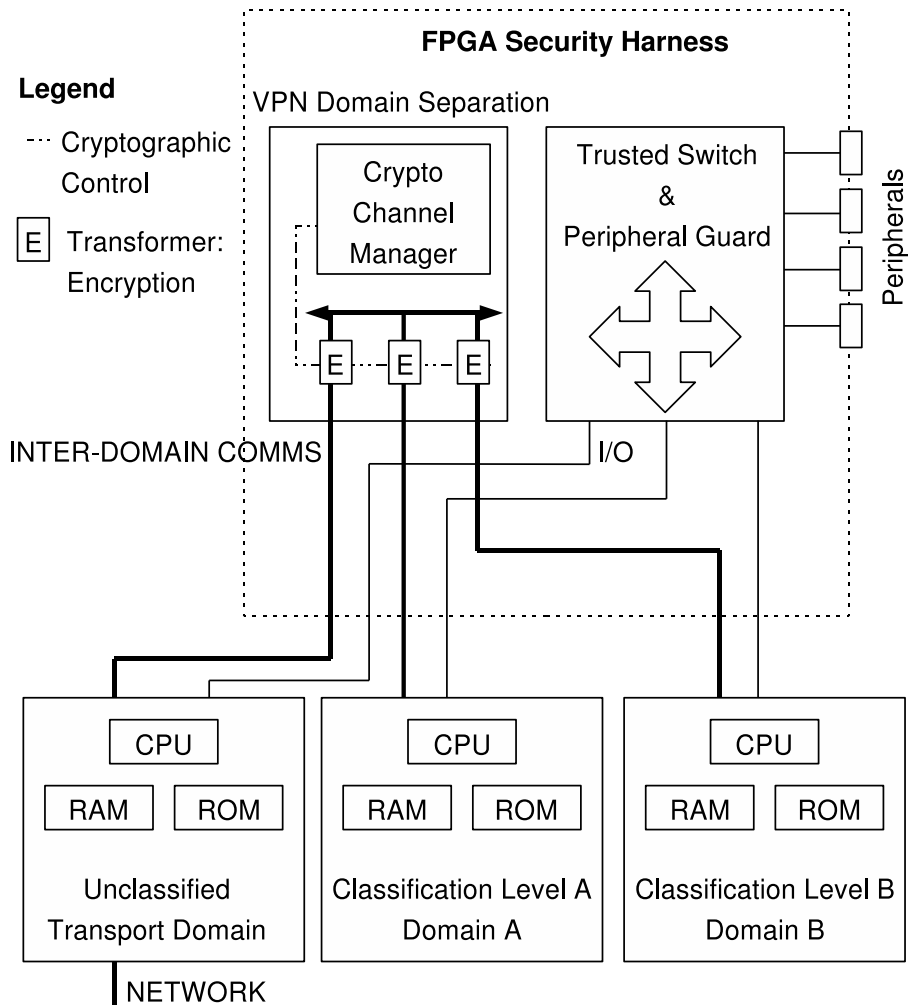 FPGA Security Harness
Legend
Cryptographic
Control
E Transformer:
Encryption
VPN Domain Separation
Crypto
Channel
Manager
E E E
Trusted Switch
&
Peripheral Guard
Peripherals
INTER-DOMAIN COMMS
I/O
CPU
RAM ROM
Unclassified
Transport Domain
CPU
RAM ROM
Classification Level A
Domain A
CPU
RAM ROM
Classification Level B
Domain B
NETWORK